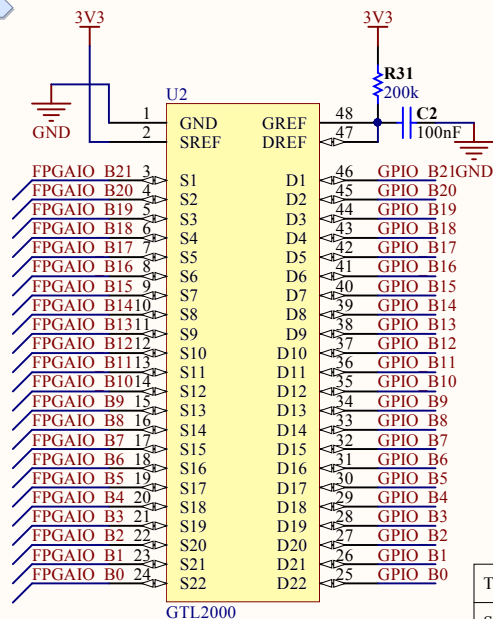 3V3 3V3
R31
200k
U2
GND
1 GND GREF 48
C2
100nF
2 SREF DREF 47
GND
FPGAIO_B21 3 S1 D1 46 GPIO_B21
FPGAIO_B20 4 S2 D2 45 GPIO_B20
FPGAIO_B19 5 S3 D3 44 GPIO_B19
FPGAIO_B18 6 S4 D4 43 GPIO_B18
FPGAIO_B17 7 S5 D5 42 GPIO_B17
FPGAIO_B16 8 S6 D6 41 GPIO_B16
FPGAIO_B15 9 S7 D7 40 GPIO_B15
FPGAIO_B14 10 S8 D8 39 GPIO_B14
FPGAIO_B13 11 S9 D9 38 GPIO_B13
FPGAIO_B12 12 S10 D10 37 GPIO_B12
FPGAIO_B11 13 S11 D11 36 GPIO_B11
FPGAIO_B10 14 S12 D12 35 GPIO_B10
FPGAIO_B9 15 S13 D13 34 GPIO_B9
FPGAIO_B8 16 S14 D14 33 GPIO_B8
FPGAIO_B7 17 S15 D15 32 GPIO_B7
FPGAIO_B6 18 S16 D16 31 GPIO_B6
FPGAIO_B5 19 S17 D17 30 GPIO_B5
FPGAIO_B4 20 S18 D18 29 GPIO_B4
FPGAIO_B3 21 S19 D19 28 GPIO_B3
FPGAIO_B2 22 S20 D20 27 GPIO_B2
FPGAIO_B1 23 S21 D21 26 GPIO_B1
FPGAIO_B0 24 S22 D22 25 GPIO_B0
GTL2000